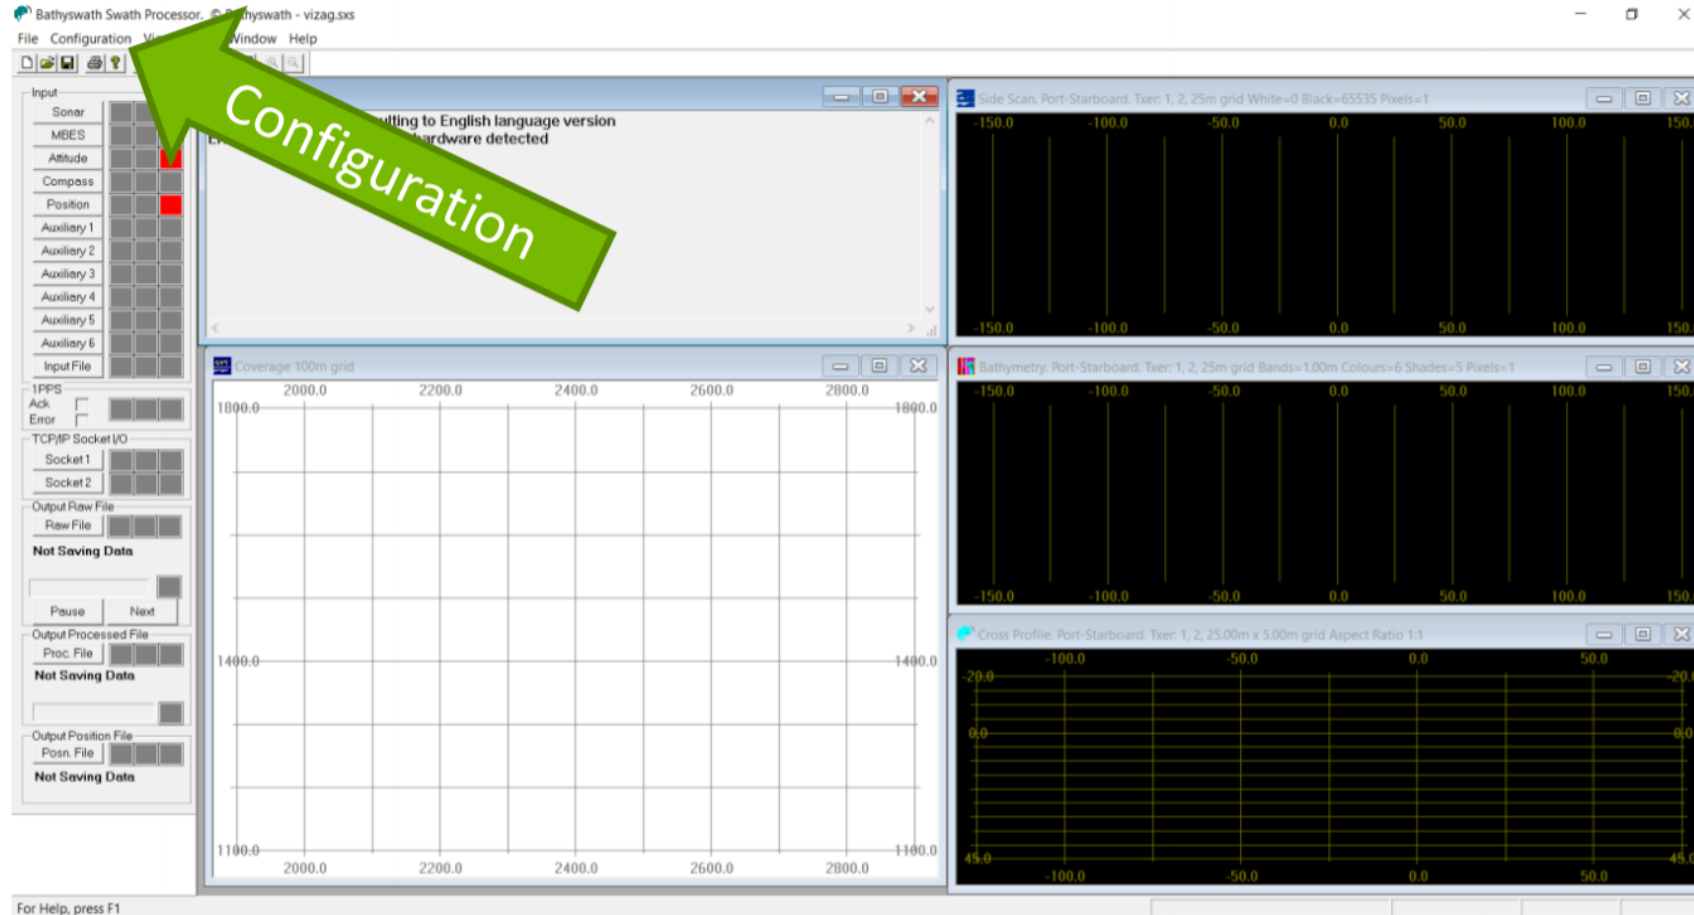 Bathyswath Swath Processor. © Bathyswath - vizag.sxs
File Configuration Window Help
Configuration
Input
Sonar
MBES
Attitude
Compass
Position
Auxiliary 1
Auxiliary 2
Auxiliary 3
Auxiliary 4
Auxiliary 5
Auxiliary 6
Input File
1PPS
Ack
Error
TCP/IP Socket I/O
Socket 1
Socket 2
Output Raw File
Raw File
Not Saving Data
Pause Next
Output Processed File
Proc. File
Not Saving Data
Output Position File
Posn. File
Not Saving Data
to English language version
hardware detected
Coverage 100m grid
2000.0 2200.0 2400.0 2600.0 2800.0
1800.0 1800.0
1400.0 1400.0
1100.0 1100.0
2000.0 2200.0 2400.0 2600.0 2800.0
Side Scan. Port-Starboard. Txer: 1, 2, 25m grid White=0 Black=65535 Pixels=1
-150.0 -100.0 -50.0 0.0 50.0 100.0 150.
-150.0 -100.0 -50.0 0.0 50.0 100.0 150.
Bathymetry. Port-Starboard. Txer: 1, 2, 25m grid Bands=1.00m Colours=6 Shades=5 Pixels=1
-150.0 -100.0 -50.0 0.0 50.0 100.0 150.
-150.0 -100.0 -50.0 0.0 50.0 100.0 150.
Cross Profile. Port-Starboard. Txer: 1, 2, 25.00m x 5.00m grid Aspect Ratio 1:1
-100.0 -50.0 0.0 50.0
-20.0 -20.0
0.0 0.0
45.0 45.0
-100.0 -50.0 0.0 50.0
For Help, press F1